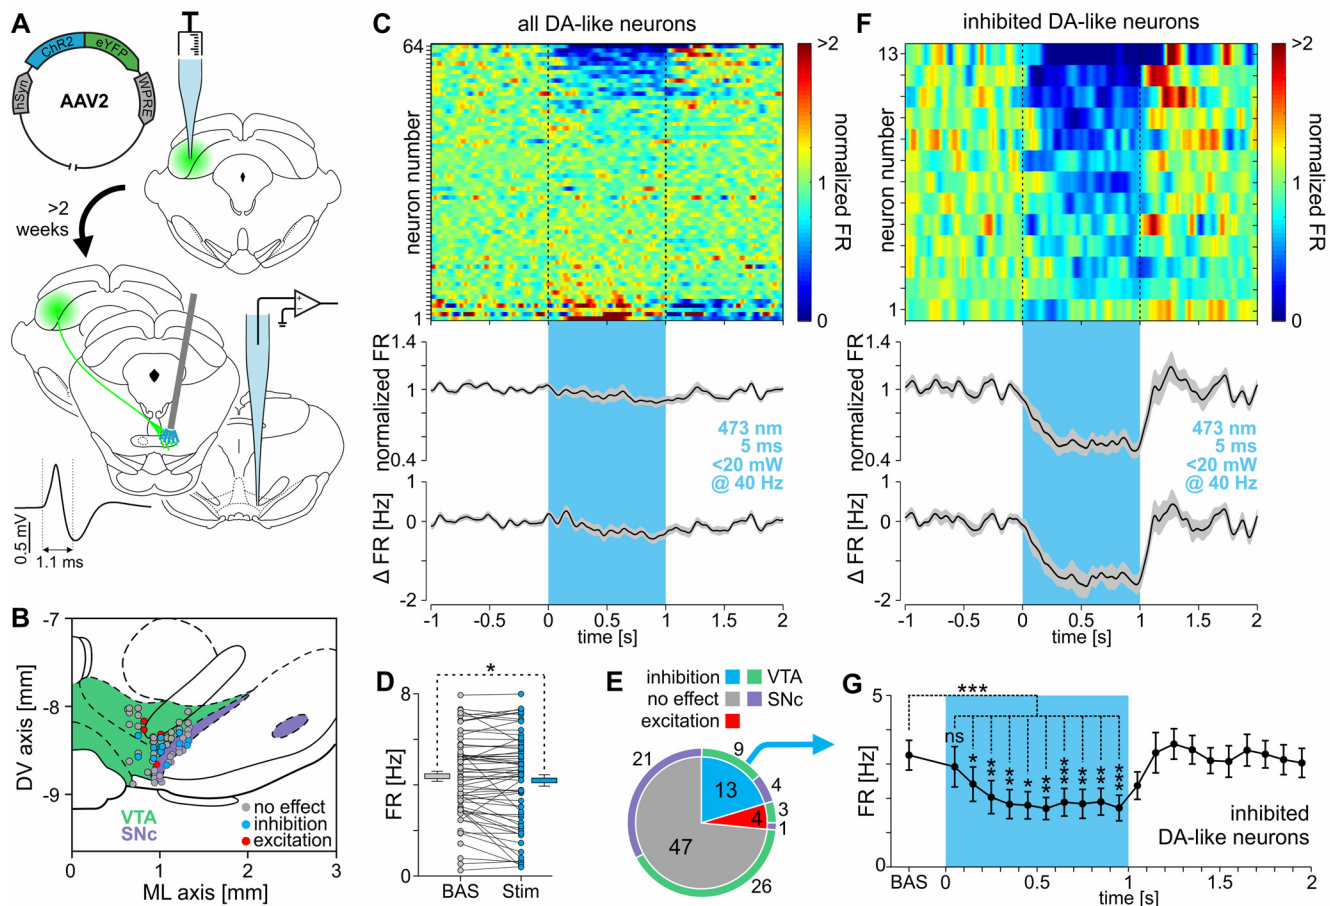 A
ChR2
eYFP
hSyn
WPRE
AAV2
>2
weeks
0.5 mV
1.1 ms
B
DV axis [mm]
-7
-8
-9
VTA
SNc
no effect
inhibition
excitation
0
1
2
3
ML axis [mm]
C
all DA-like neurons
64
neuron number
1
>2
1
0
normalized FR
1.4
1
0.4
normalized FR
473 nm
5 ms
<20 mW
@ 40 Hz
1
0
-2
Δ FR [Hz]
-1
-0.5
0
0.5
1
1.5
2
time [s]
D
*
8
4
0
FR [Hz]
BAS
Stim
E
inhibition
VTA
no effect
SNc
excitation
21
9
13
4
3
4
1
47
26
F
inhibited DA-like neurons
13
neuron number
1
>2
1
0
normalized FR
1.4
1
0.4
normalized FR
473 nm
5 ms
<20 mW
@ 40 Hz
1
0
-2
Δ FR [Hz]
-1
-0.5
0
0.5
1
1.5
2
time [s]
G
5
0
FR [Hz]
***
ns
*
**
**
*
**
***
**
***
***
inhibited
DA-like neurons
BAS
0
0.5
1
1.5
2
time [s]